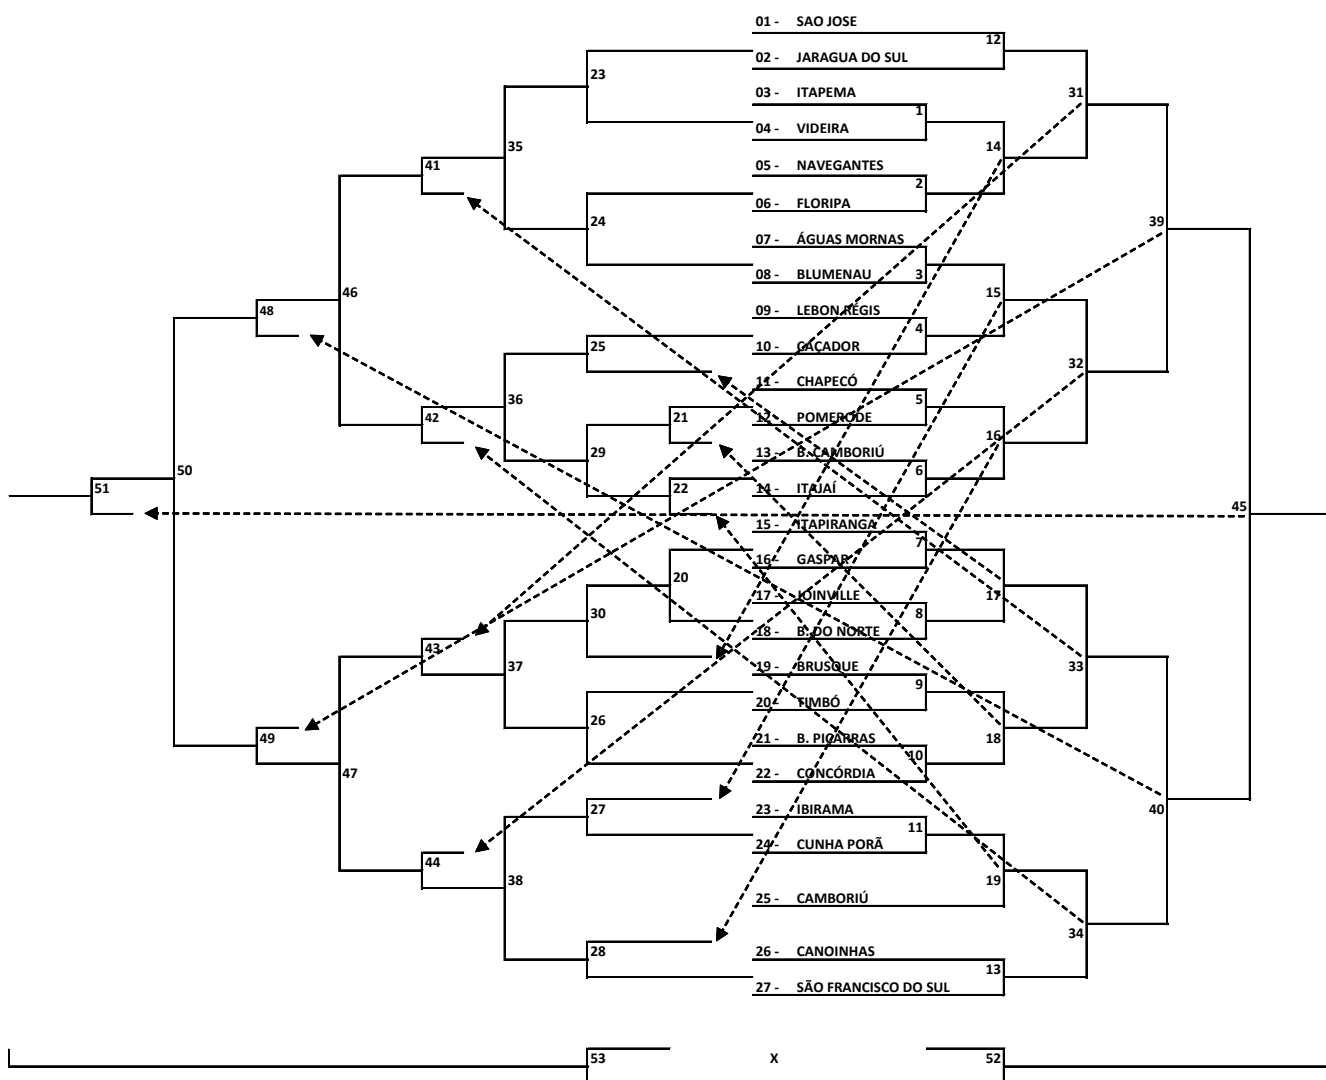 01 - SAO JOSE
12
02 - JARAGUA DO SUL
23
03 - ITAPEMA
31
1
04 - VIDEIRA
35
14
41
05 - NAVEGANTES
2
06 - FLORIPA
24
39
07 - ÁGUAS MORNAS
08 - BLUMENAU
3
46
15
48
09 - LEBON RÉGIS
4
25
10 - CAÇADOR
32
11 - CHAPECÓ
36
5
42
21
12 - POMERODE
16
29
13 - B. CAMBORIÚ
50
6
51
22
14 - ITAJAÍ
45
15 - ITAPIRANGA
7
16 - GASPAR
20
17 - JOINVILLE
17
30
8
18 - B. DO NORTE
43
37
19 - BRUSQUE
33
9
20 - TIMBÓ
26
49
21 - B. PIÇARRAS
18
10
47
22 - CONCÓRDIA
27
23 - IBIRAMA
40
11
44
24 - CUNHA PORÃ
38
19
25 - CAMBORIÚ
34
28
26 - CANOINHAS
13
27 - SÃO FRANCISCO DO SUL
53 X 52